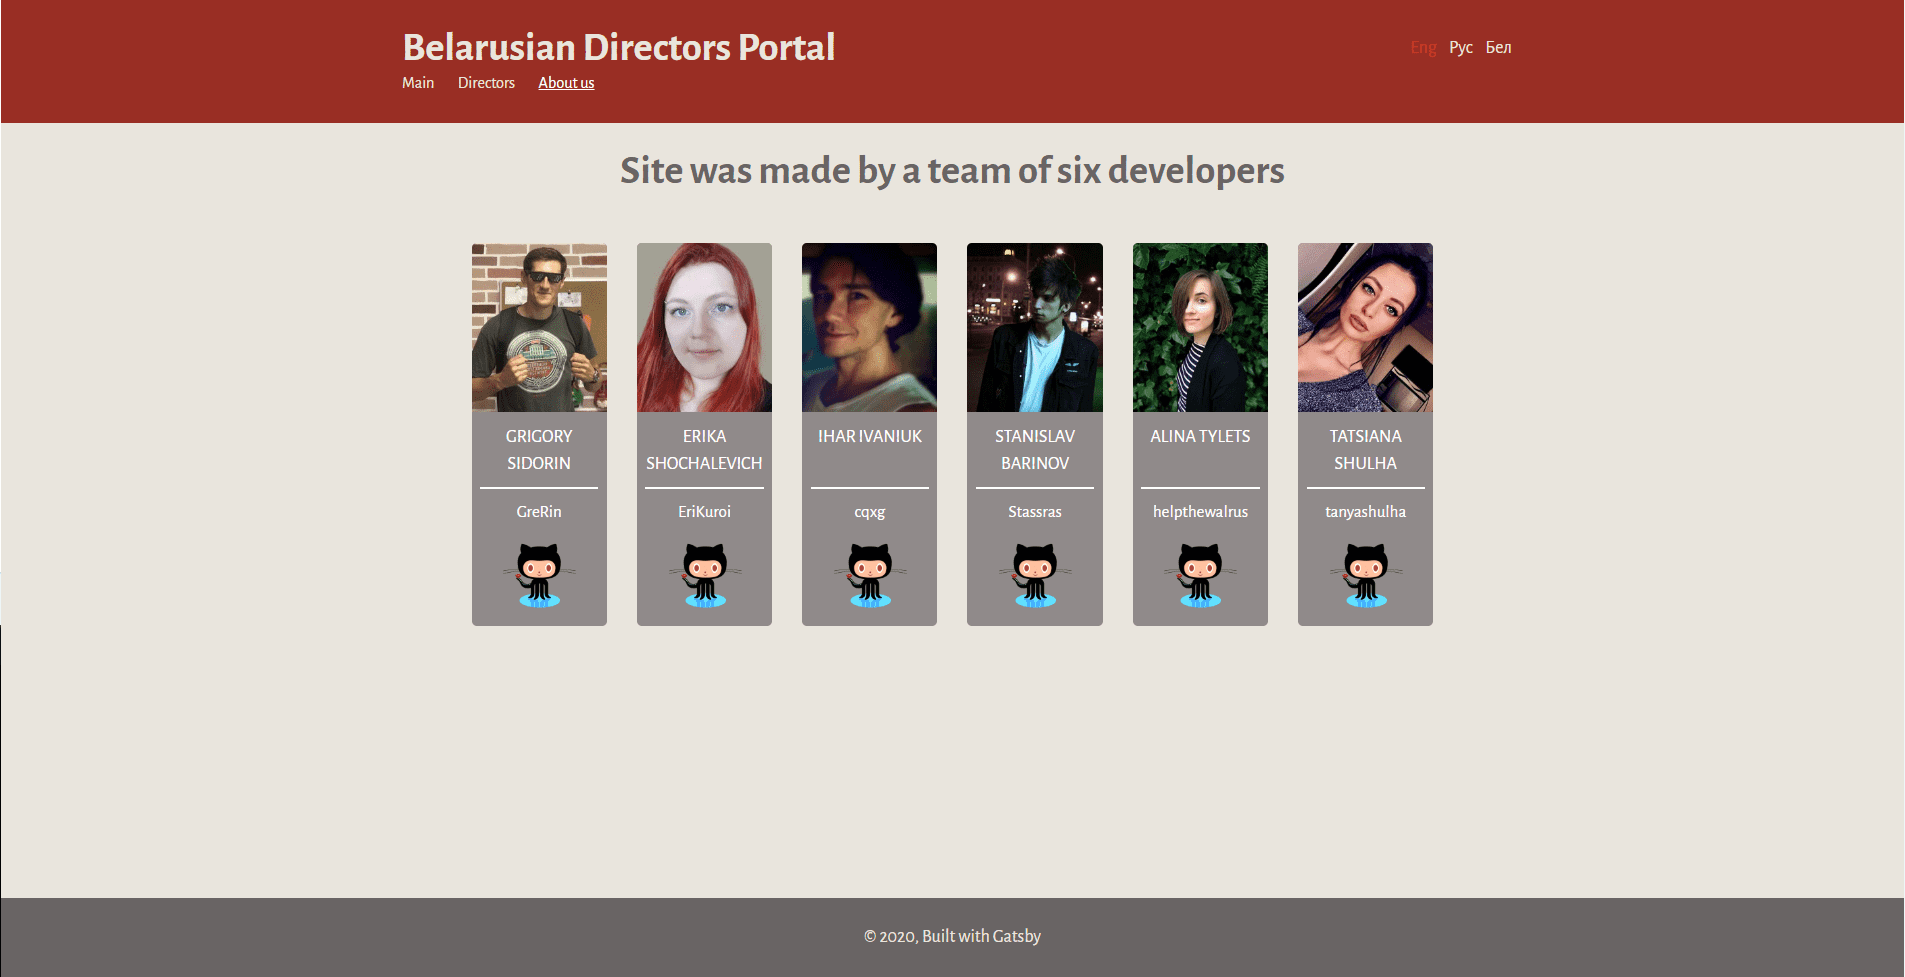 Belarusian Directors Portal
Eng Рус Бел
Main Directors About us
Site was made by a team of six developers
GRIGORY
SIDORIN
GreRin
ERIKA
SHOCHALEVICH
EriKuroi
IHAR IVANIUK
cqxg
STANISLAV
BARINOV
Stassras
ALINA TYLETS
helpthewalrus
TATSIANA
SHULHA
tanyashulha
© 2020, Built with Gatsby